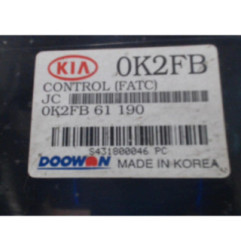 KIA 0K2FB
CONTROL (FATC)
JC
0K2FB 61 190
S431800046 PC
DOOWON MADE IN KOREA